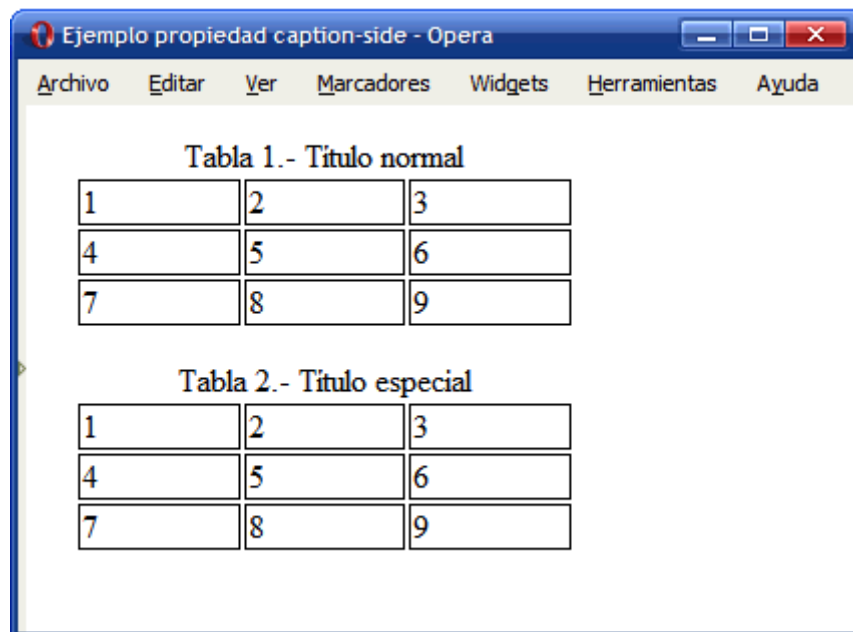 Ejemplo propiedad caption-side - Opera
Archivo Editar Ver Marcadores Widgets Herramientas Ayuda
Tabla 1.- Título normal
1 2 3
4 5 6
7 8 9
Tabla 2.- Título especial
1 2 3
4 5 6
7 8 9